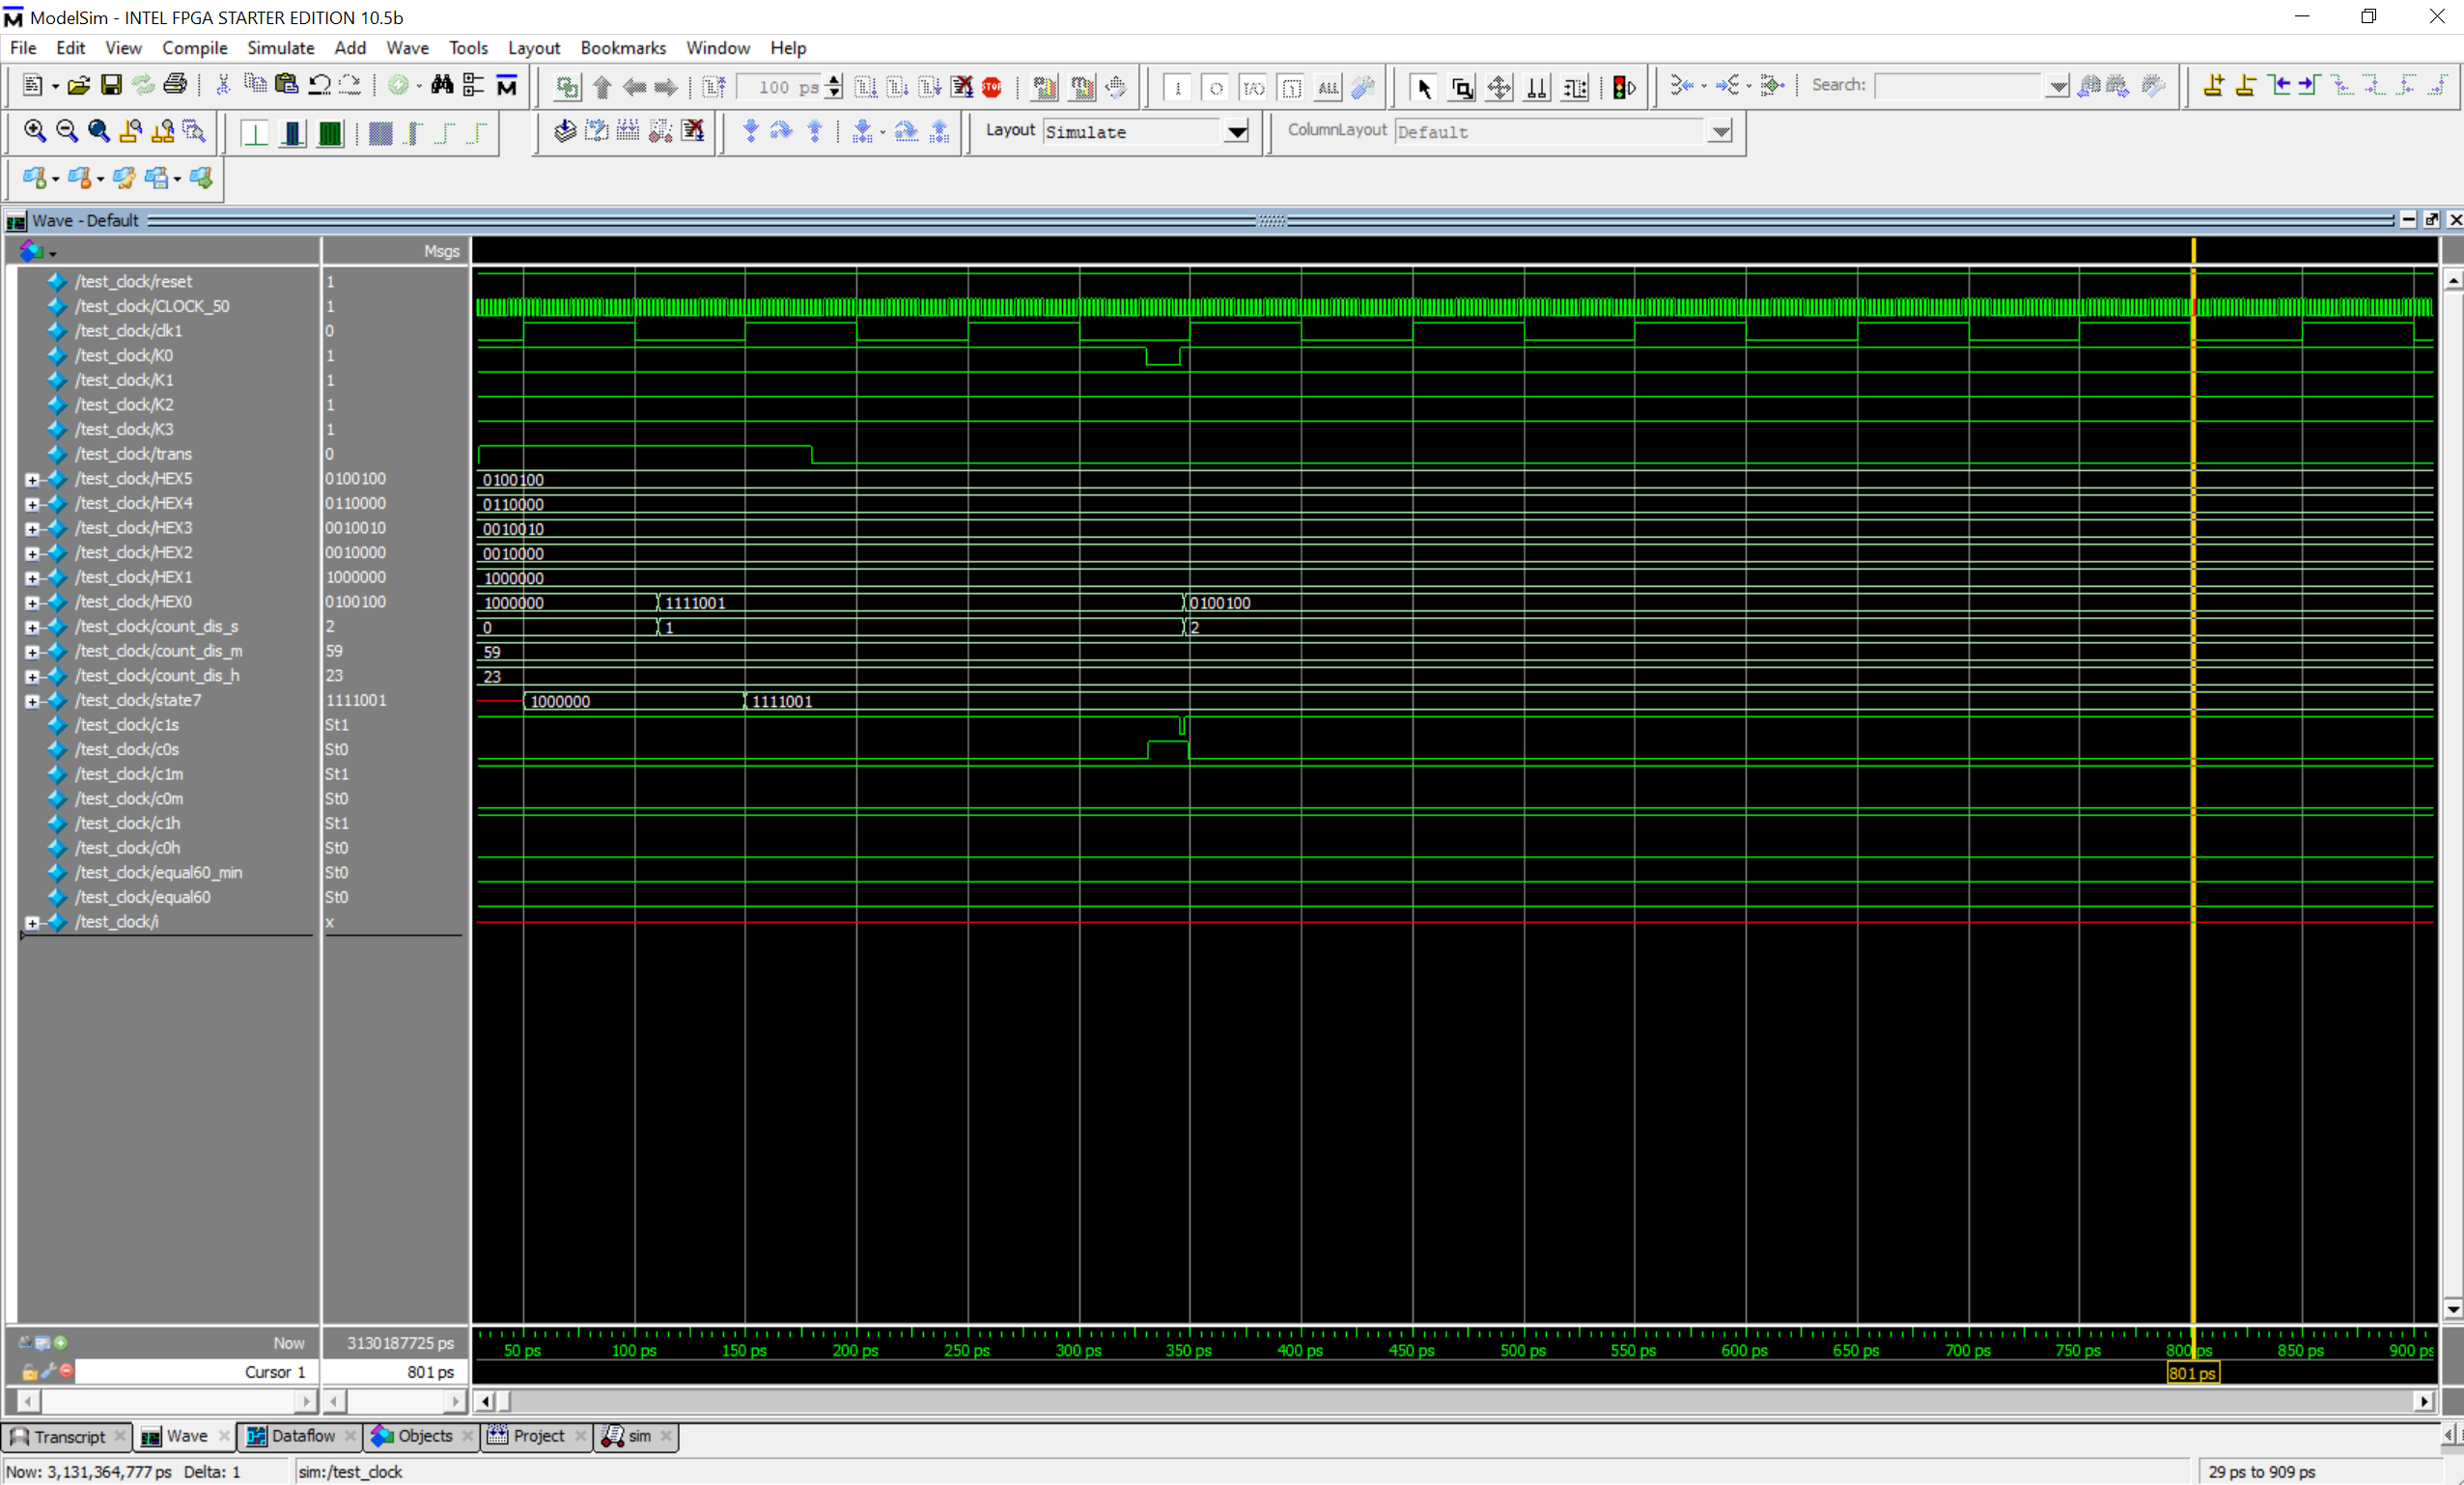 ModelSim - INTEL FPGA STARTER EDITION 10.5b
File Edit View Compile Simulate Add Wave Tools Layout Bookmarks Window Help
100 ps
STOP
I/O
ALL
Search:
Layout Simulate ColumnLayout Default
Wave - Default
Msgs
/test_clock/reset 1
/test_clock/CLOCK_50 1
/test_clock/clk1 0
/test_clock/K0 1
/test_clock/K1 1
/test_clock/K2 1
/test_clock/K3 1
/test_clock/trans 0
/test_clock/HEX5 0100100 0100100
/test_clock/HEX4 0110000 0110000
/test_clock/HEX3 0010010 0010010
/test_clock/HEX2 0010000 0010000
/test_clock/HEX1 1000000 1000000
/test_clock/HEX0 0100100 1000000 1111001 0100100
/test_clock/count_dis_s 2 0 1 2
/test_clock/count_dis_m 59 59
/test_clock/count_dis_h 23 23
/test_clock/state7 1111001 1000000 1111001
/test_clock/c1s St1
/test_clock/c0s St0
/test_clock/c1m St1
/test_clock/c0m St0
/test_clock/c1h St1
/test_clock/c0h St0
/test_clock/equal60_min St0
/test_clock/equal60 St0
/test_clock/i x
Now 3130187725 ps 50 ps 100 ps 150 ps 200 ps 250 ps 300 ps 350 ps 400 ps 450 ps 500 ps 550 ps 600 ps 650 ps 700 ps 750 ps 800 ps 850 ps 900 ps
Cursor 1 801 ps 801 ps
Transcript Wave Dataflow Objects Project sim
Now: 3,131,364,777 ps Delta: 1 sim:/test_clock 29 ps to 909 ps